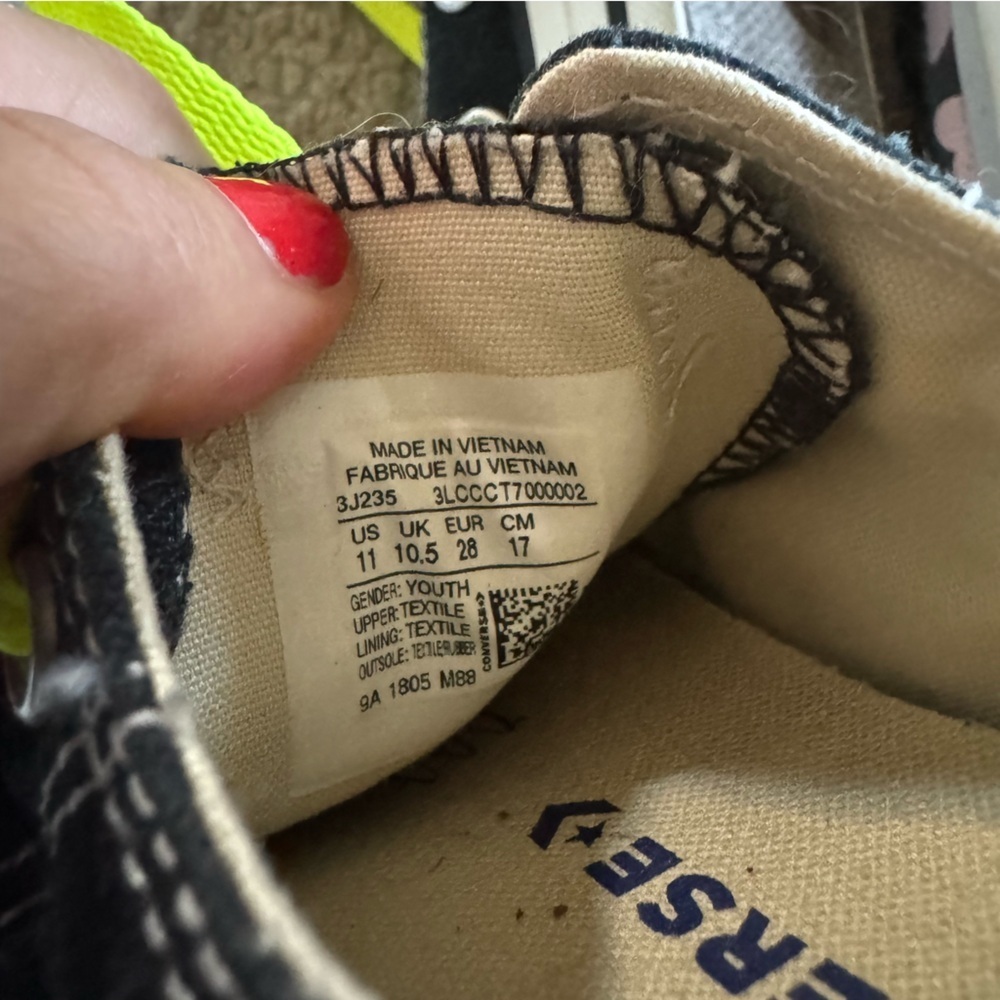 MADE IN VIETNAM
FABRIQUE AU VIETNAM
3J235 3LCCCT7000002
US UK EUR CM
11 10.5 28 17
GENDER: YOUTH
UPPER: TEXTILE
LINING: TEXTILE
OUTSOLE: TEXTILE/RUBBER
CONVERSE
9A 1805 M88
ERSE